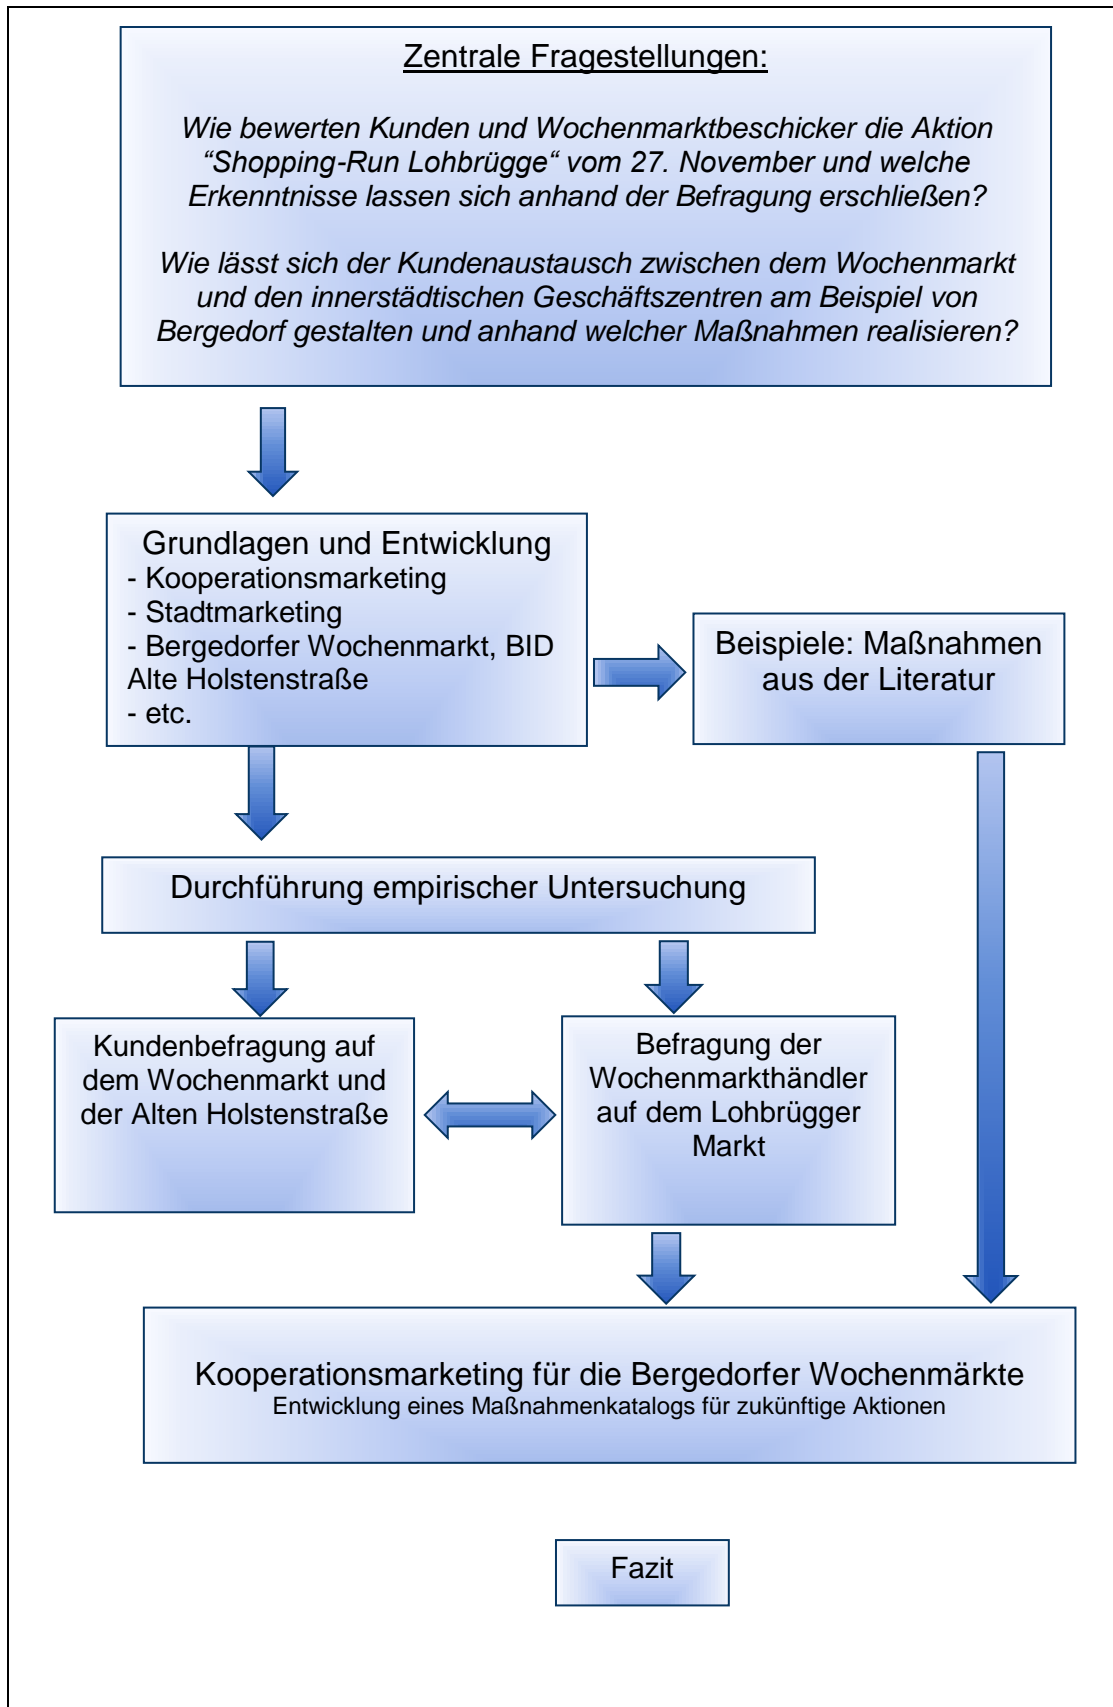 Zentrale Fragestellungen:
Wie bewerten Kunden und Wochenmarktbeschicker die Aktion
“Shopping-Run Lohbrügge“ vom 27. November und welche
Erkenntnisse lassen sich anhand der Befragung erschließen?
Wie lässt sich der Kundenaustausch zwischen dem Wochenmarkt
und den innerstädtischen Geschäftszentren am Beispiel von
Bergedorf gestalten und anhand welcher Maßnahmen realisieren?
Grundlagen und Entwicklung
- Kooperationsmarketing
- Stadtmarketing
- Bergedorfer Wochenmarkt, BID
Alte Holstenstraße
- etc.
Beispiele: Maßnahmen
aus der Literatur
Durchführung empirischer Untersuchung
Kundenbefragung auf
dem Wochenmarkt und
der Alten Holstenstraße
Befragung der
Wochenmarkthändler
auf dem Lohbrügger
Markt
Kooperationsmarketing für die Bergedorfer Wochenmärkte
Entwicklung eines Maßnahmenkatalogs für zukünftige Aktionen
Fazit